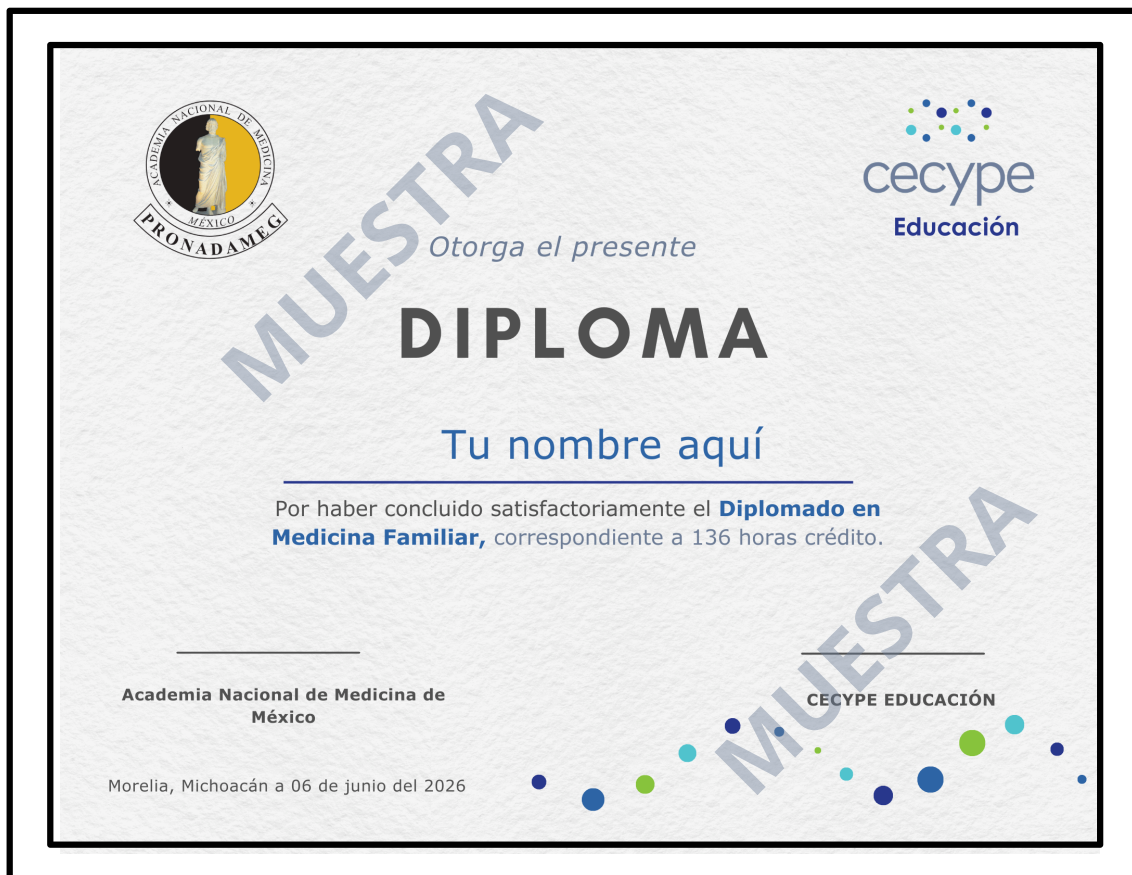 ACADEMIA NACIONAL DE MEDICINA
MÉXICO
PRONADAMEG
cecype
Educación
MUESTRA
Otorga el presente
DIPLOMA
Tu nombre aquí
Por haber concluido satisfactoriamente el Diplomado en
Medicina Familiar, correspondiente a 136 horas crédito.
MUESTRA
Academia Nacional de Medicina de
México
CECYPE EDUCACIÓN
Morelia, Michoacán a 06 de junio del 2026